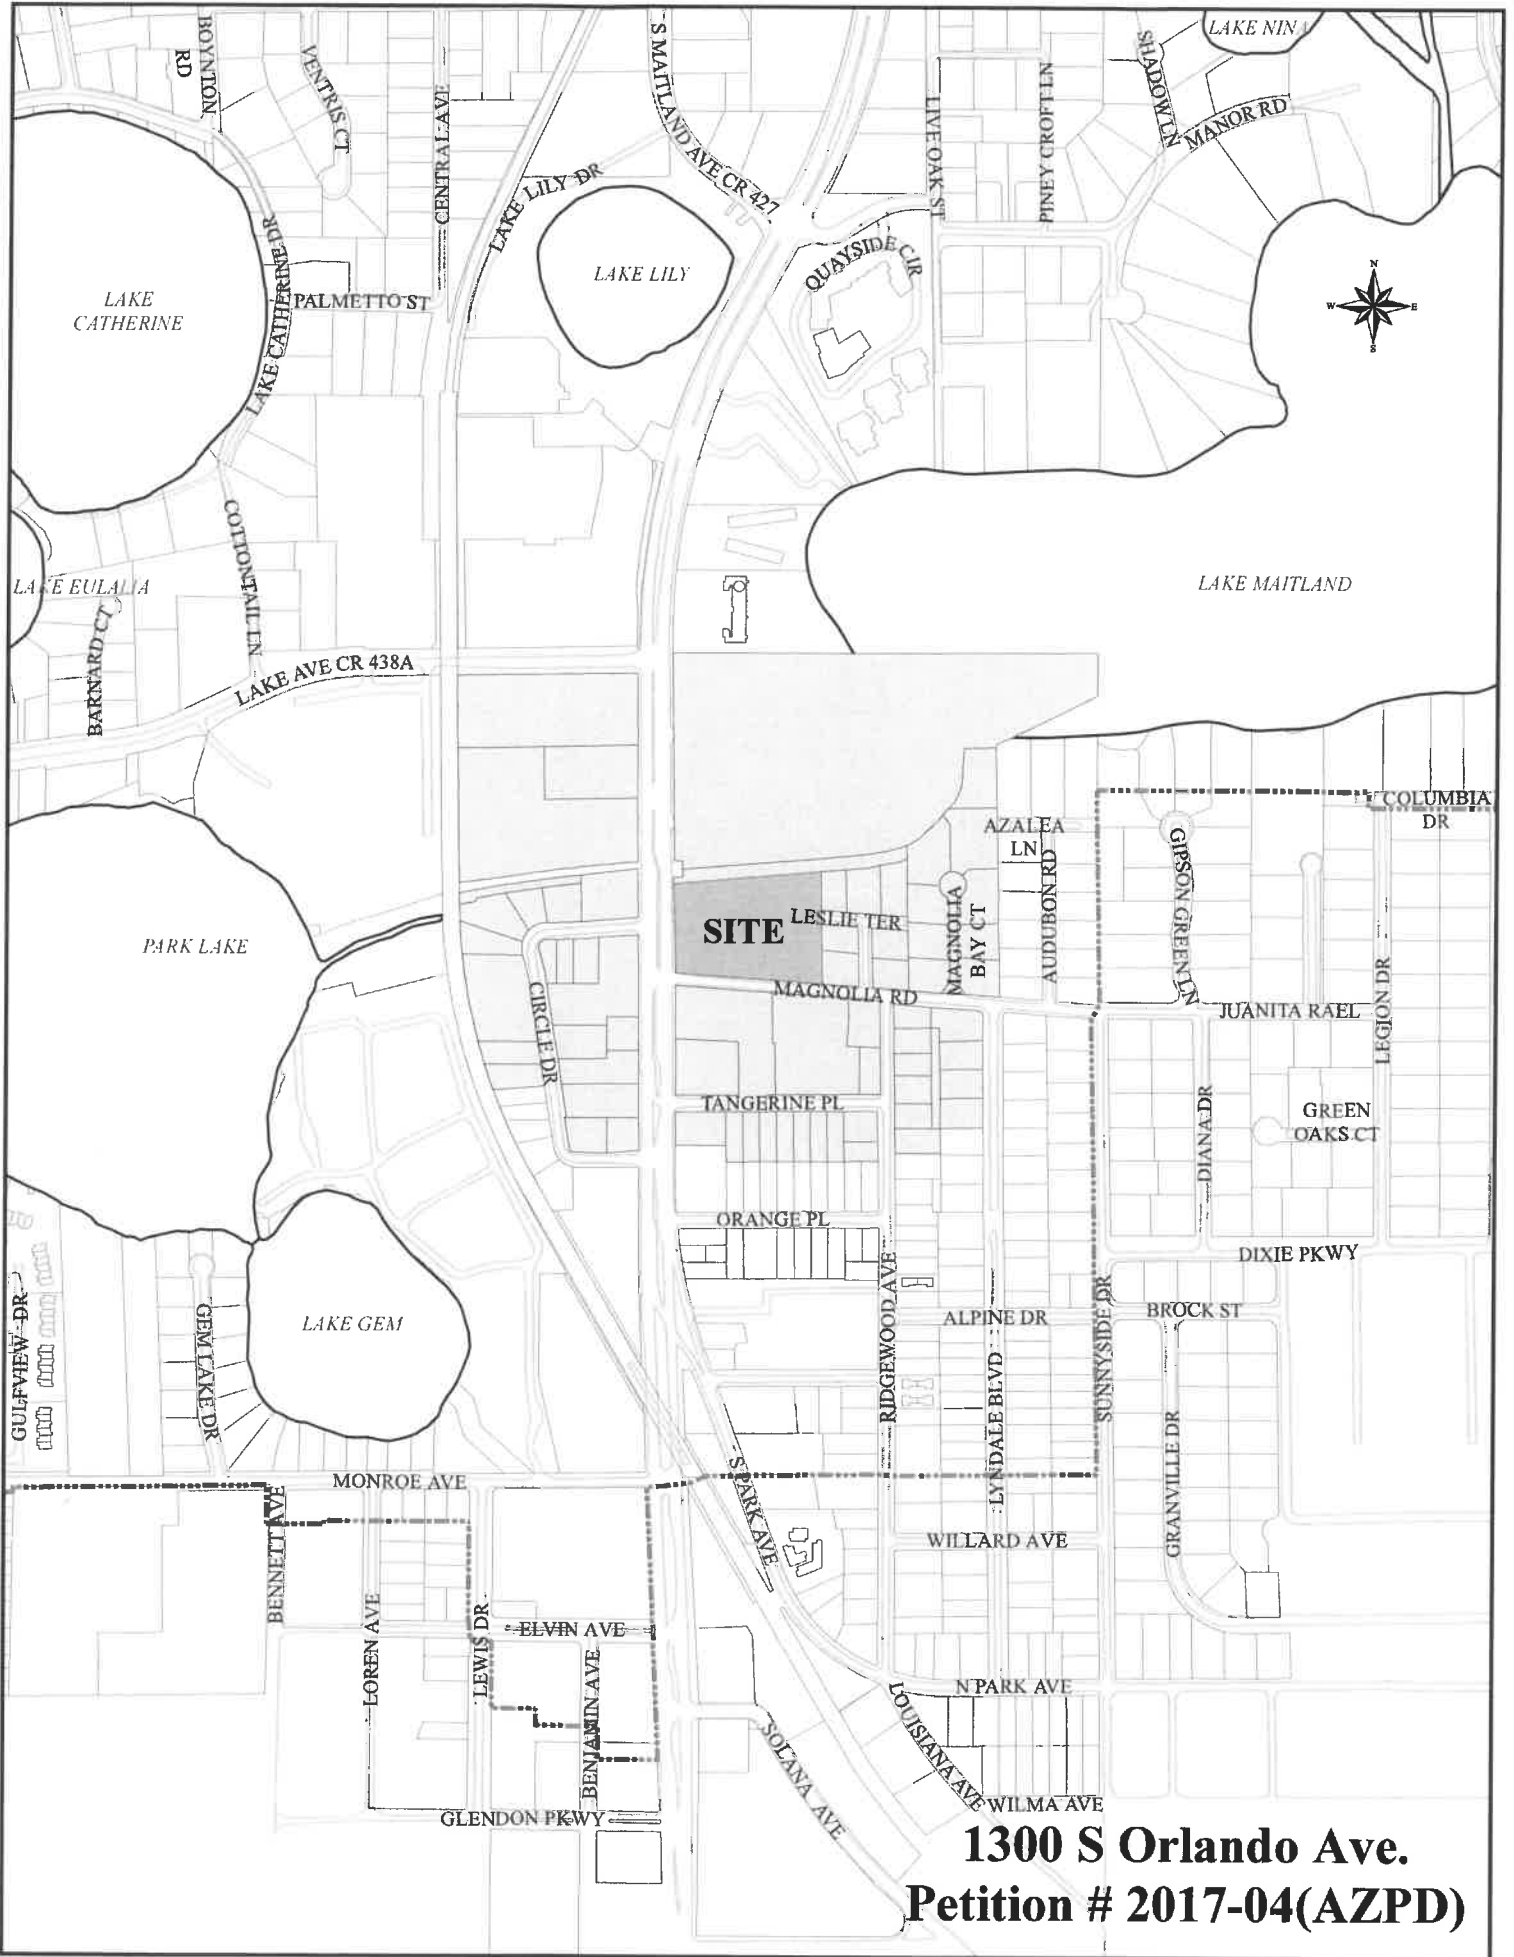 LAKE NINA
BOYNTON
RD
VENTRIS CT
CENTRAL AVE
S MAITLAND AVE CR 427
LIVE OAK ST
PINEY CROFT LN
SHADOW LN
MANOR RD
LAKE LILY DR
LAKE CATHERINE DR
QUAYSIDE CIR
LAKE LILY
LAKE
CATHERINE
PALMETTO ST
N
W
E
S
COTTONTAIL LN
LAKE EULALIA
BARNARD CT
LAKE MAITLAND
LAKE AVE CR 438A
COLUMBIA
DR
AZALEA
LN
GIPSON GREEN LN
AUDUBON RD
MAGNOLIA
BAY CT
SITE
LESLIE TER
PARK LAKE
CIRCLE DR
MAGNOLIA RD
JUANITA RAEL
LEGION DR
TANGERINE PL
DIANA DR
GREEN
OAKS CT
ORANGE PL
DIXIE PKWY
RIDGEWOOD AVE
SUNNYSIDE DR
ALPINE DR
BROCK ST
GULFVIEW DR
GEM LAKE DR
LAKE GEM
LYNDALE BLVD
GRANVILLE DR
MONROE AVE
S PARK AVE
BENNETT AVE
WILLARD AVE
LOREN AVE
LEWIS DR
ELVIN AVE
BENJAMIN AVE
N PARK AVE
LOUISIANA AVE
SOLANA AVE
WILMA AVE
GLENDON PKWY
1300 S Orlando Ave.
Petition # 2017-04(AZPD)